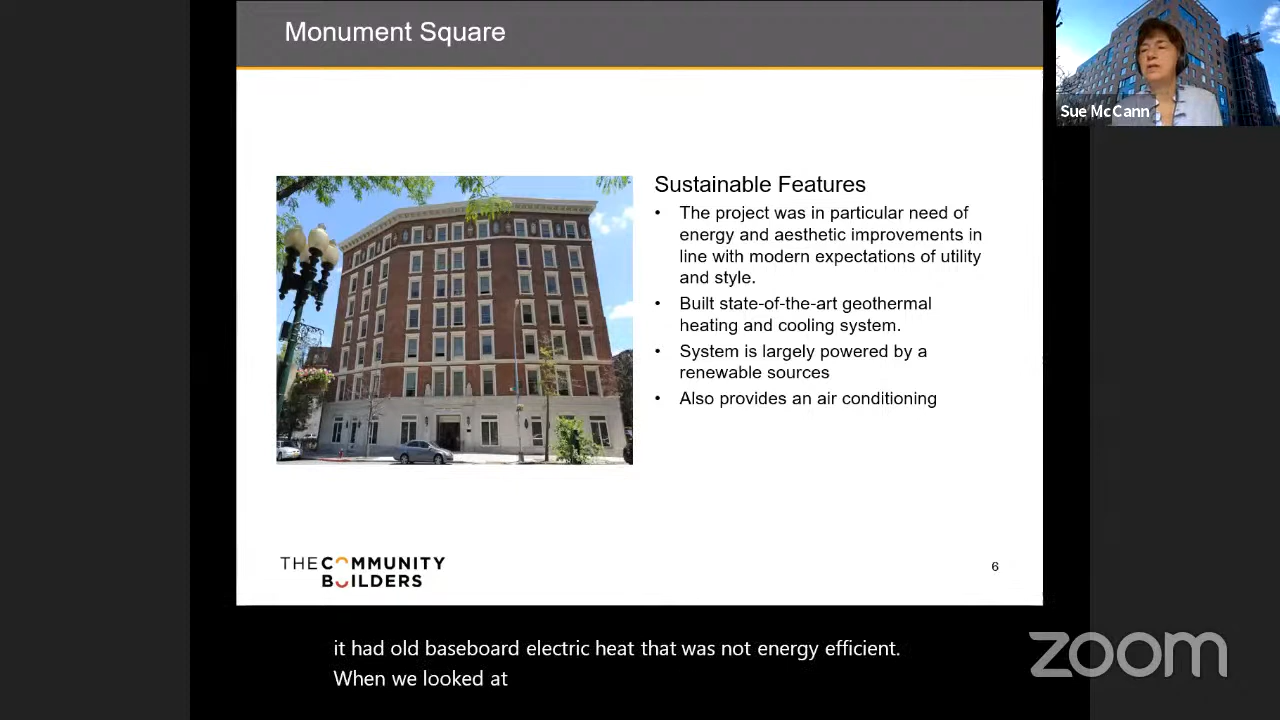 Monument Square
Sue McCann
Sustainable Features
• The project was in particular need of
energy and aesthetic improvements in
line with modern expectations of utility
and style.
• Built state-of-the-art geothermal
heating and cooling system.
• System is largely powered by a
renewable sources
• Also provides an air conditioning
THE COMMUNITY
BUILDERS
6
it had old baseboard electric heat that was not energy efficient.
When we looked at
zoom